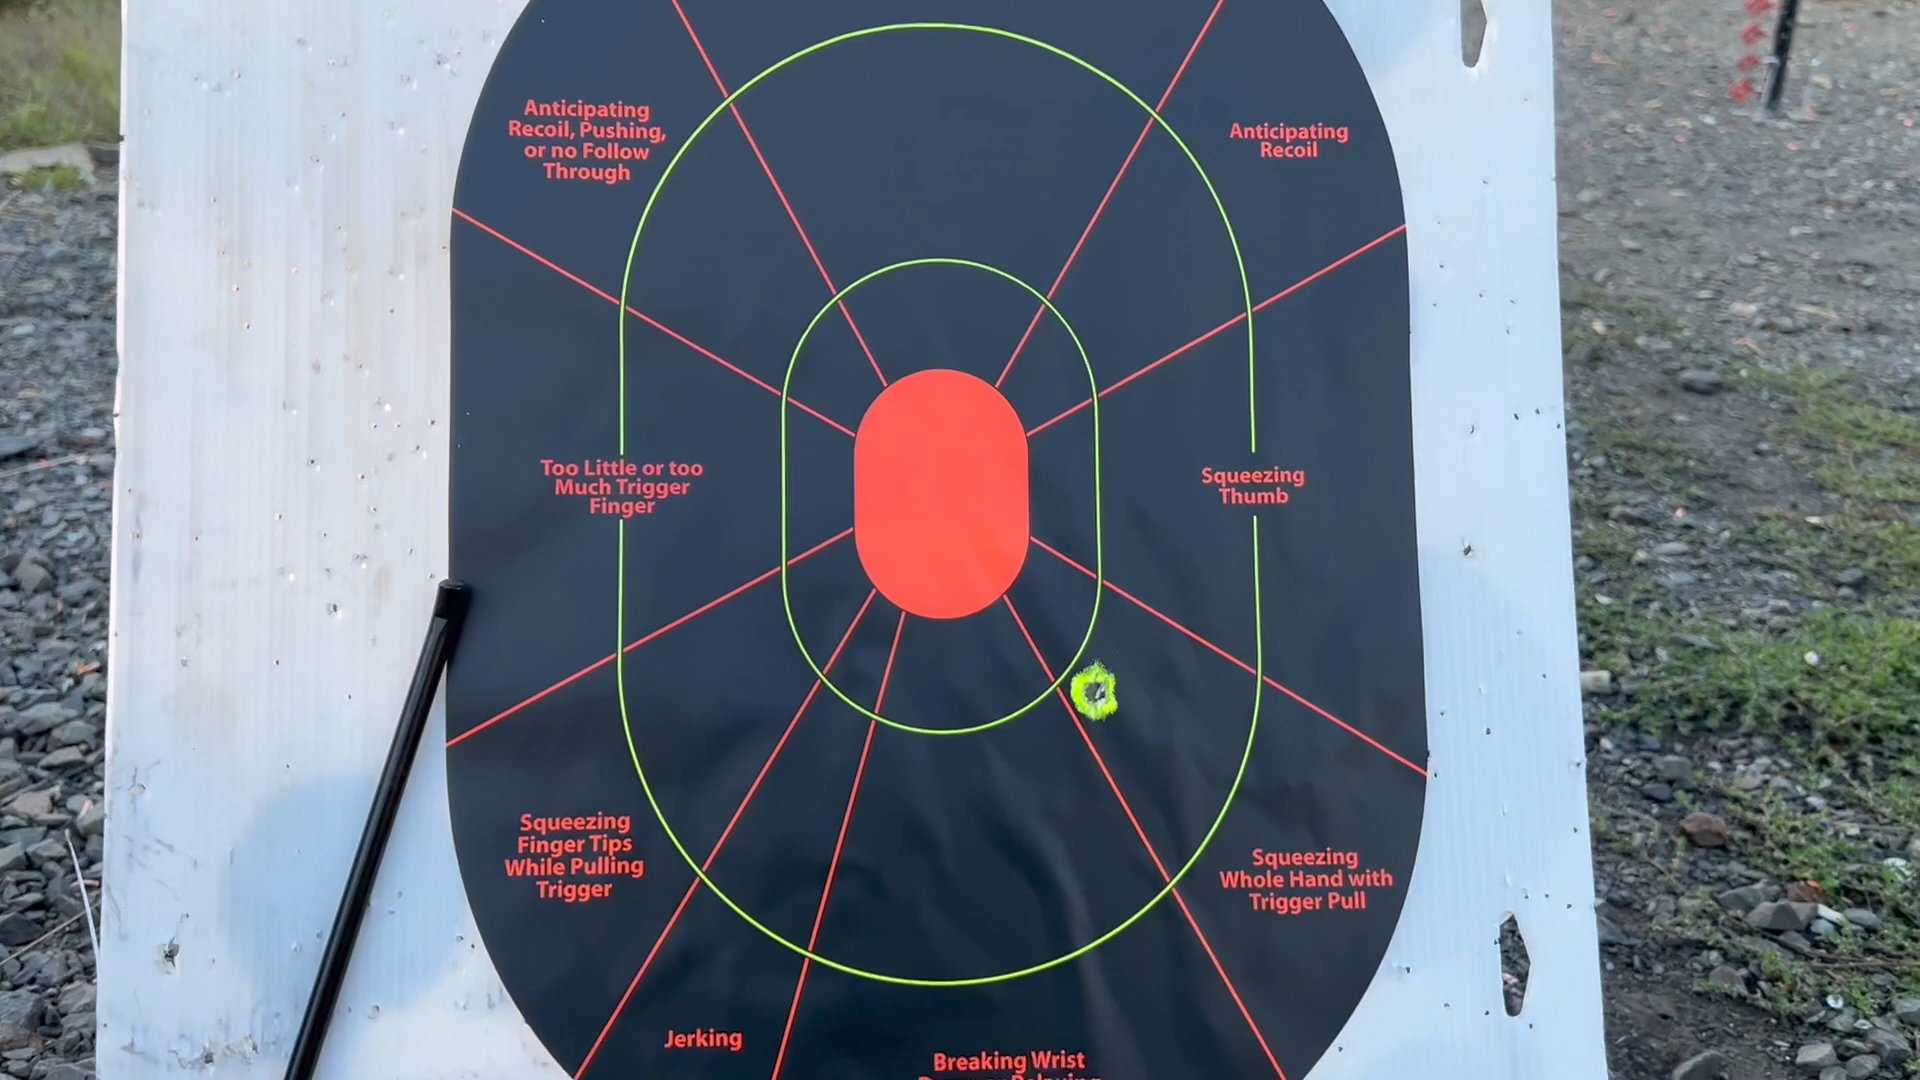 Anticipating
Recoil, Pushing,
or no Follow
Through
Anticipating
Recoil
Too Little or too
Much Trigger
Finger
Squeezing
Thumb
Squeezing
Finger Tips
While Pulling
Trigger
Squeezing
Whole Hand with
Trigger Pull
Jerking
Breaking Wrist